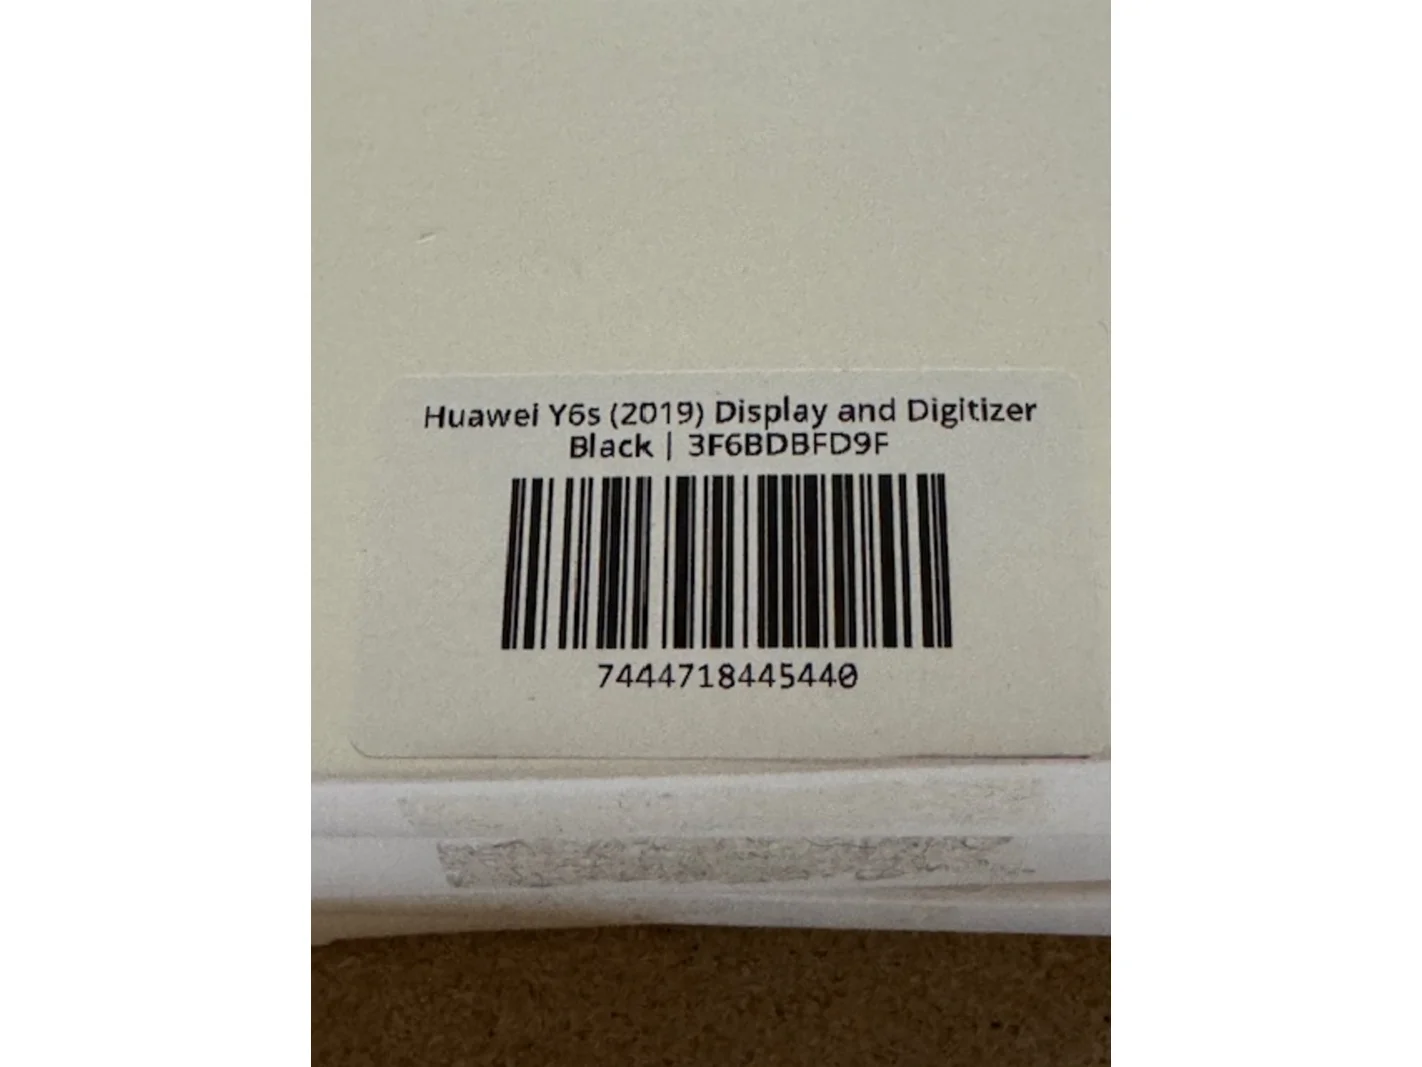 Huawei Y6s (2019) Display and Digitizer
Black | 3F6BDBFD9F
7444718445440